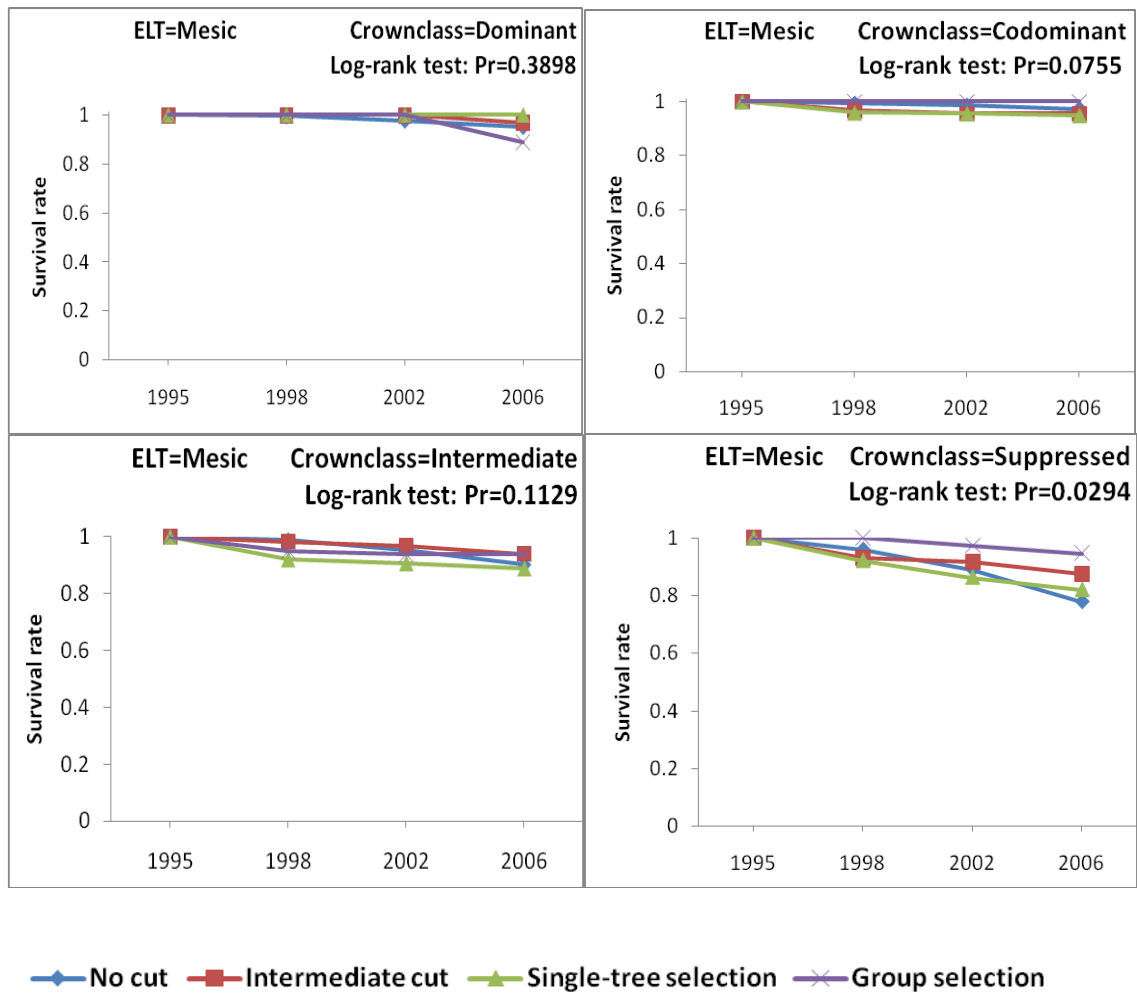 ELT=Mesic Crownclass=Dominant
Log-rank test: Pr=0.3898
Survival rate
1
0.8
0.6
0.4
0.2
0
1995 1998 2002 2006
ELT=Mesic Crownclass=Codominant
Log-rank test: Pr=0.0755
Survival rate
1
0.8
0.6
0.4
0.2
0
1995 1998 2002 2006
ELT=Mesic Crownclass=Intermediate
Log-rank test: Pr=0.1129
Survival rate
1
0.8
0.6
0.4
0.2
0
1995 1998 2002 2006
ELT=Mesic Crownclass=Suppressed
Log-rank test: Pr=0.0294
Survival rate
1
0.8
0.6
0.4
0.2
0
1995 1998 2002 2006
No cut Intermediate cut Single-tree selection Group selection